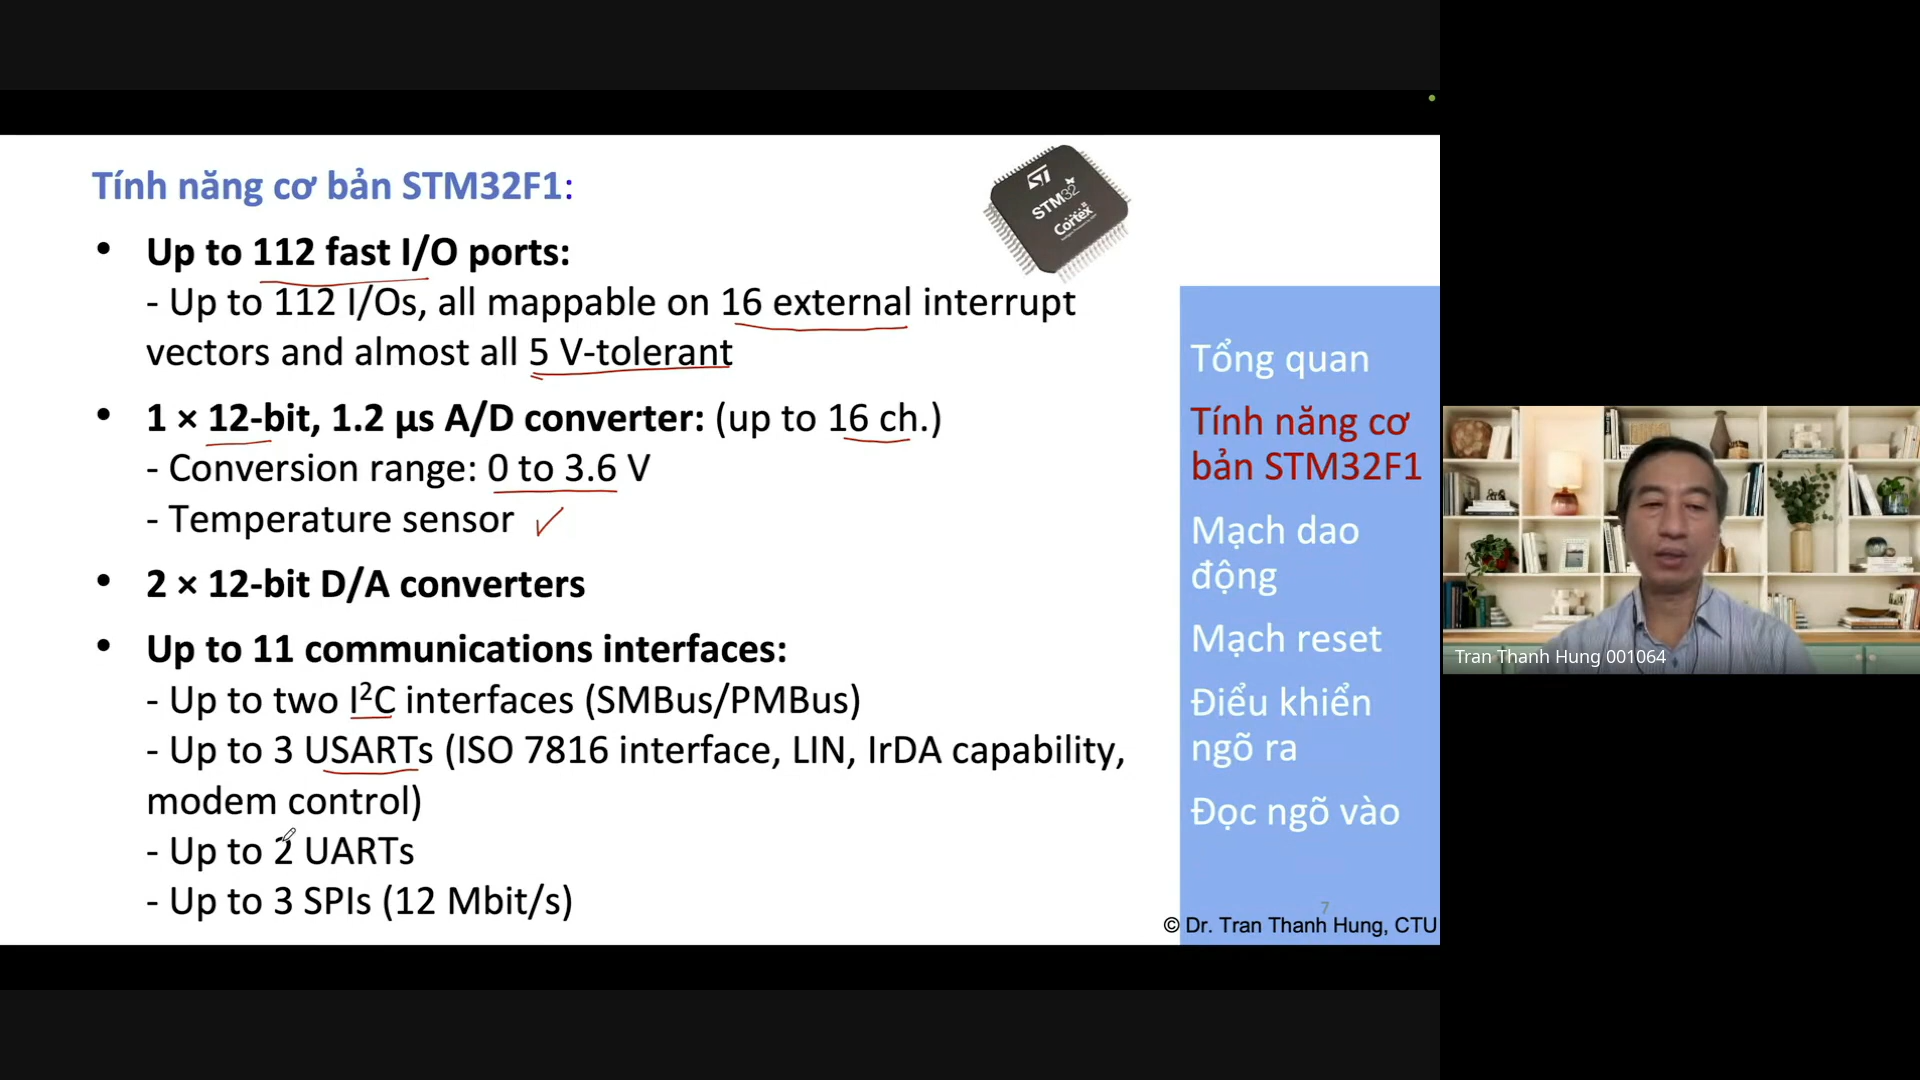 Tính năng cơ bản STM32F1:
• Up to 112 fast I/O ports:
- Up to 112 I/Os, all mappable on 16 external interrupt
vectors and almost all 5 V-tolerant
• 1 × 12-bit, 1.2 µs A/D converter: (up to 16 ch.)
- Conversion range: 0 to 3.6 V
- Temperature sensor
• 2 × 12-bit D/A converters
• Up to 11 communications interfaces:
- Up to two I²C interfaces (SMBus/PMBus)
- Up to 3 USARTs (ISO 7816 interface, LIN, IrDA capability,
modem control)
- Up to 2 UARTs
- Up to 3 SPIs (12 Mbit/s)
ST
STM32
Cortex
Tổng quan
Tính năng cơ
bản STM32F1
Mạch dao
động
Mạch reset
Điểu khiển
ngõ ra
Đọc ngõ vào
7
© Dr. Tran Thanh Hung, CTU
Tran Thanh Hung 001064